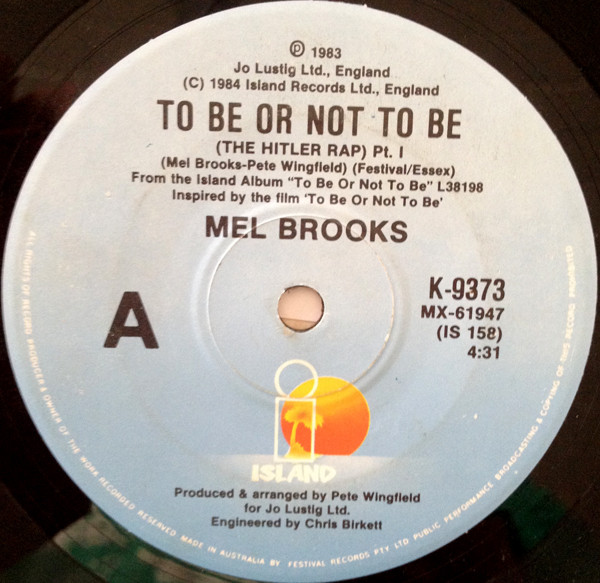 ℗ 1983
Jo Lustig Ltd., England
(C) 1984 Island Records Ltd., England
TO BE OR NOT TO BE
(THE HITLER RAP) Pt. I
(Mel Brooks-Pete Wingfield) (Festival/Essex)
From the Island Album "To Be Or Not To Be" L38198
Inspired by the film 'To Be Or Not To Be'
MEL BROOKS
A
K-9373
MX-61947
(IS 158)
4:31
ISLAND
Produced & arranged by Pete Wingfield
for Jo Lustig Ltd.
Engineered by Chris Birkett
ALL RIGHTS OF RECORD PRODUCER & OWNER OF THE WORK RECORDED RESERVED. MADE IN AUSTRALIA BY FESTIVAL RECORDS PTY LTD PUBLIC PERFORMANCE BROADCASTING & COPYING OF THIS RECORD PROHIBITED